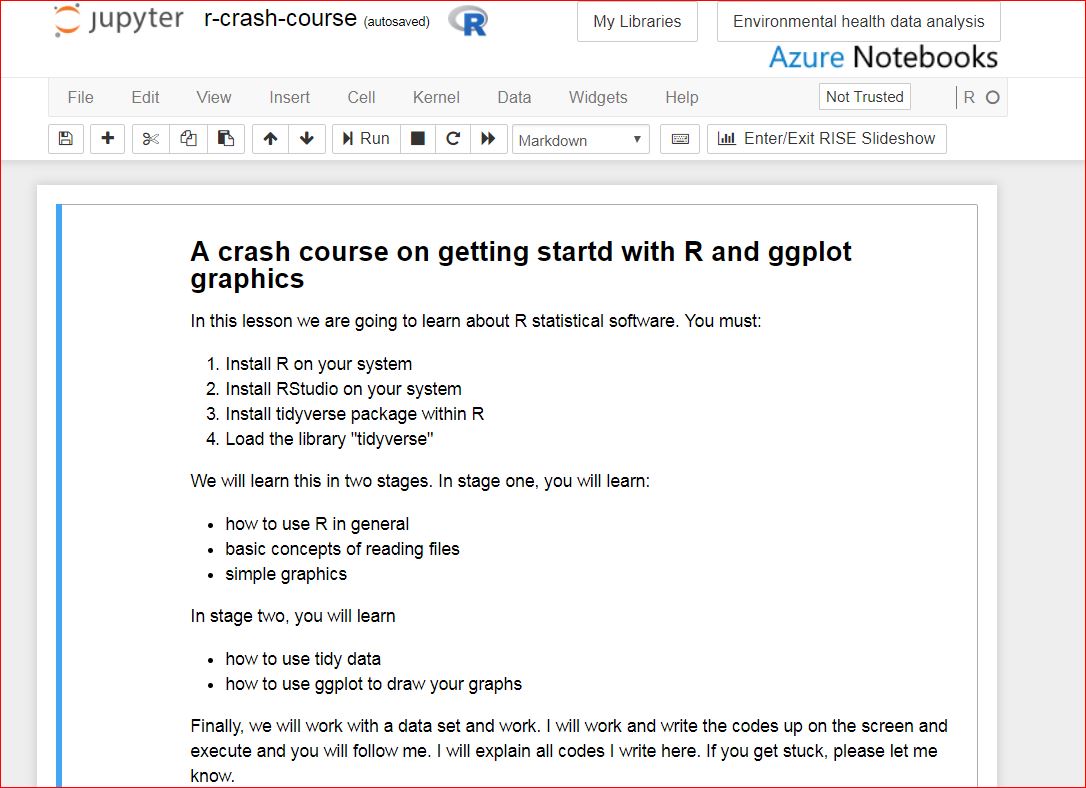 jupyter r-crash-course (autosaved) R My Libraries Environmental health data analysis
Azure Notebooks
File Edit View Insert Cell Kernel Data Widgets Help Not Trusted R
Run Markdown Enter/Exit RISE Slideshow
A crash course on getting startd with R and ggplot
graphics
In this lesson we are going to learn about R statistical software. You must:
1. Install R on your system
2. Install RStudio on your system
3. Install tidyverse package within R
4. Load the library "tidyverse"
We will learn this in two stages. In stage one, you will learn:
• how to use R in general
• basic concepts of reading files
• simple graphics
In stage two, you will learn
• how to use tidy data
• how to use ggplot to draw your graphs
Finally, we will work with a data set and work. I will work and write the codes up on the screen and
execute and you will follow me. I will explain all codes I write here. If you get stuck, please let me
know.